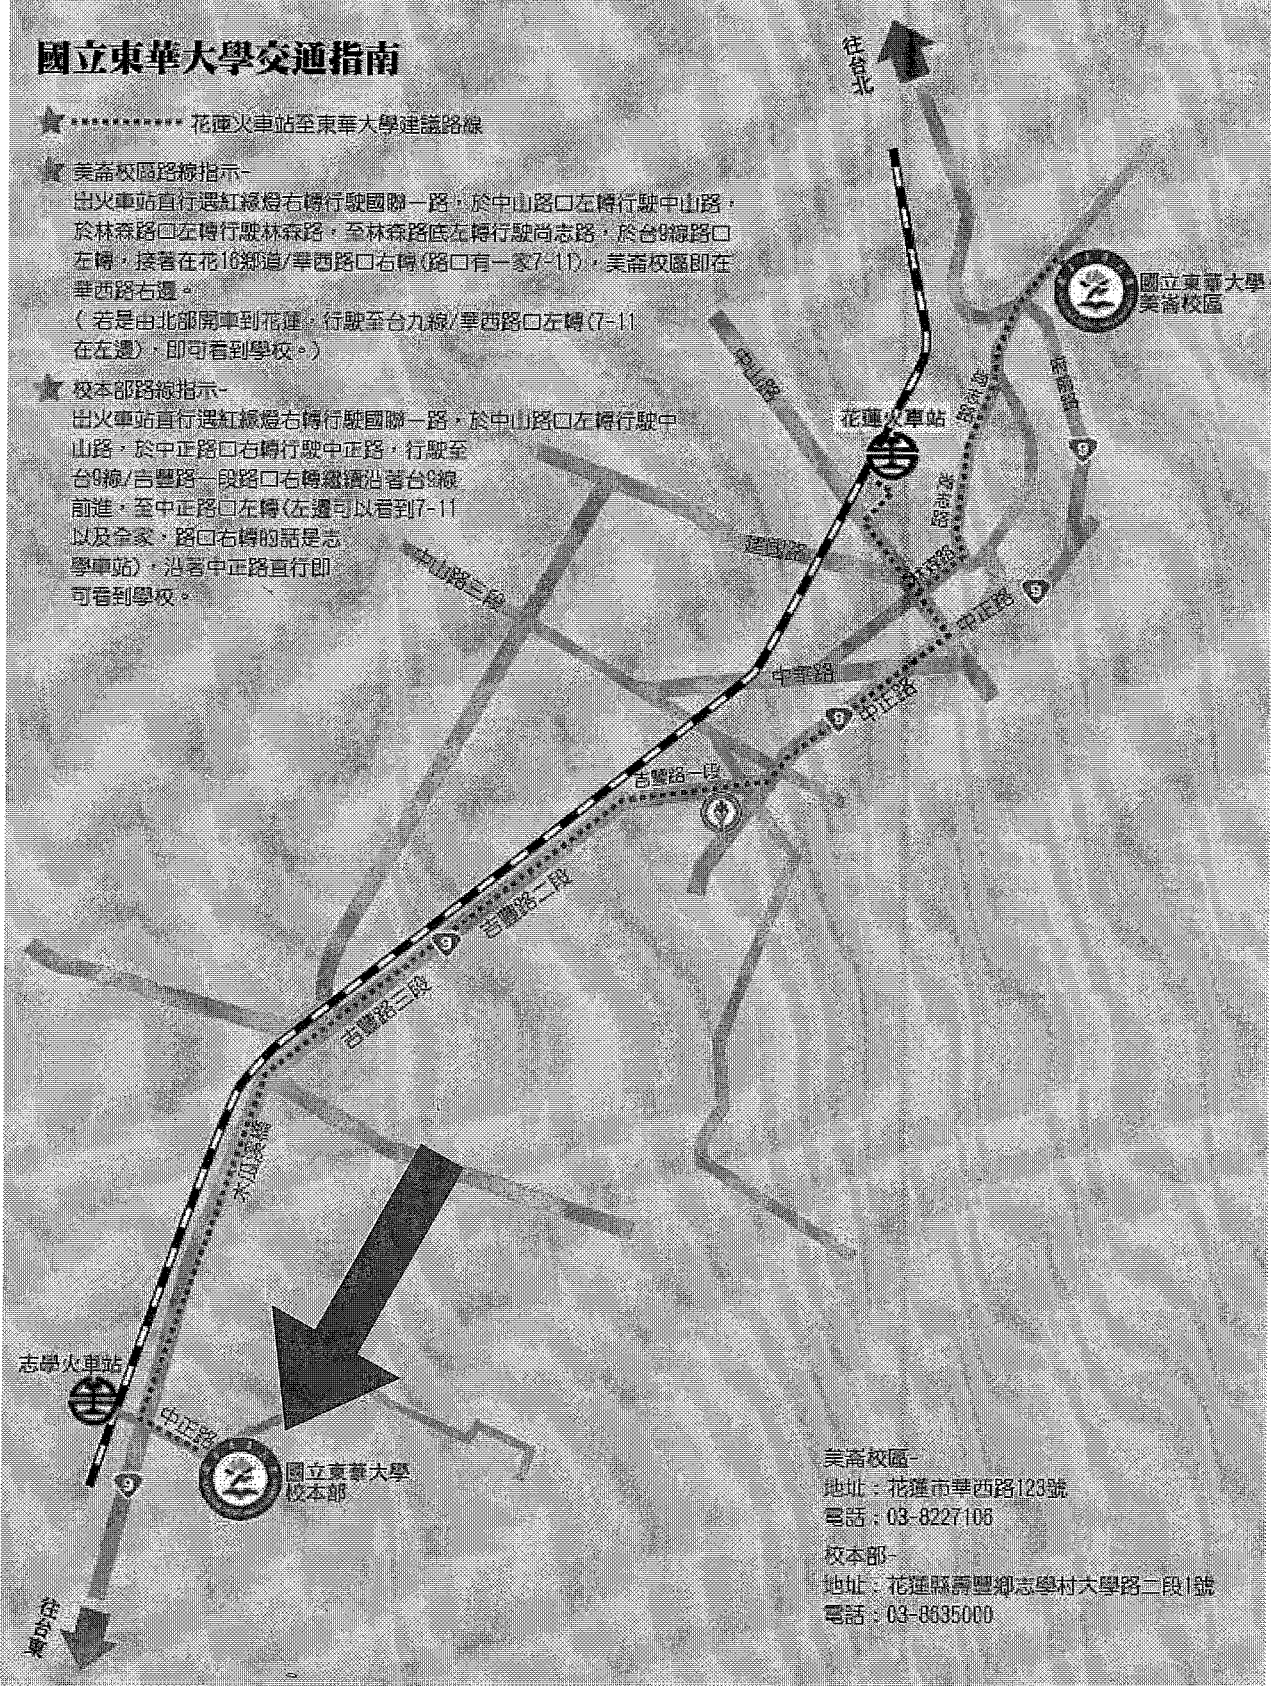 國立東華大學交通指南
往台北
花蓮火車站至東華大學建議路線
美崙校區路線指示-
出火車站直行遇紅綠燈右轉行駛國聯一路，於中山路口左轉行駛中山路，
於林森路口左轉行駛林森路，至林森路底左轉行駛尚志路，於台9線路口
左轉，接著在花16鄉道/華西路口右轉(路口有一家7-11)，美崙校區即在
華西路右邊。
( 若是由北部開車到花蓮，行駛至台九線/華西路口左轉(7-11
在左邊)，即可看到學校。)
國立東華大學
美崙校區
校本部路線指示-
出火車站直行遇紅綠燈右轉行駛國聯一路，於中山路口左轉行駛中
山路，於中正路口右轉行駛中正路，行駛至
台9線/吉豐路一段路口右轉繼續沿著台9線
前進，至中正路口左轉(左邊可以看到7-11
以及全家，路口右轉的話是志
學車站)，沿著中正路直行即
可看到學校。
中山路
府前路
花蓮火車站
9
建國路
中山路三段
林森路
中正路
9
中華路
中正路
9
吉豐路一段
吉豐路二段
9
吉豐路三段
木瓜溪橋
志學火車站
中正路
9
國立東華大學
校本部
往台東
美崙校區-
地址：花蓮市華西路123號
電話：03-8227106
校本部-
地址：花蓮縣壽豐鄉志學村大學路二段1號
電話：03-8635000